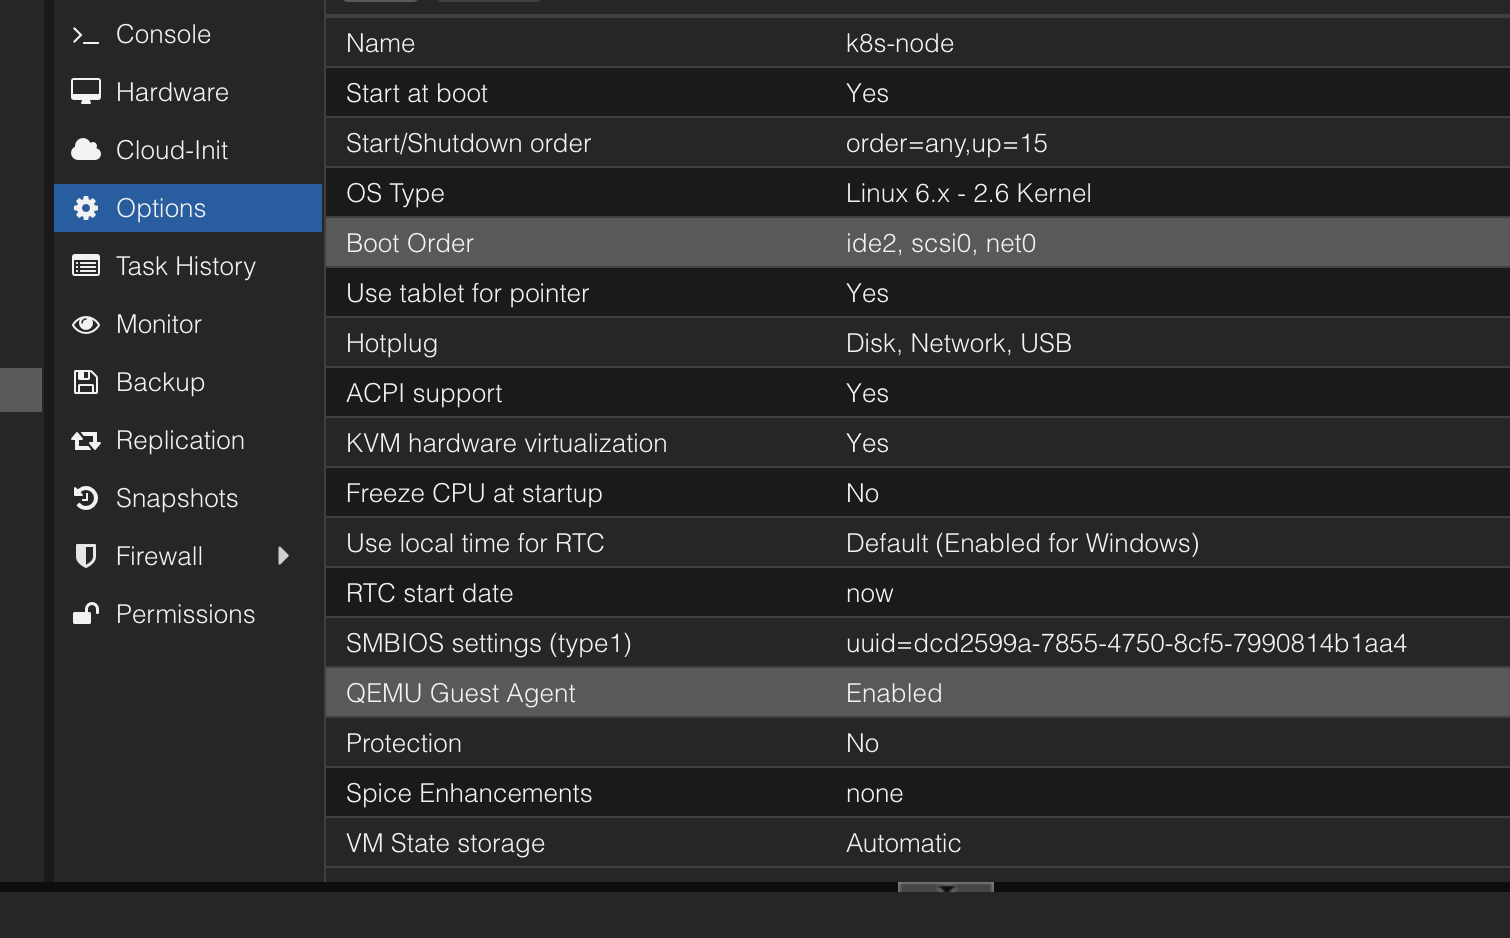 Console
Hardware
Cloud-Init
Options
Task History
Monitor
Backup
Replication
Snapshots
Firewall
Permissions
Name k8s-node
Start at boot Yes
Start/Shutdown order order=any,up=15
OS Type Linux 6.x - 2.6 Kernel
Boot Order ide2, scsi0, net0
Use tablet for pointer Yes
Hotplug Disk, Network, USB
ACPI support Yes
KVM hardware virtualization Yes
Freeze CPU at startup No
Use local time for RTC Default (Enabled for Windows)
RTC start date now
SMBIOS settings (type1) uuid=dcd2599a-7855-4750-8cf5-7990814b1aa4
QEMU Guest Agent Enabled
Protection No
Spice Enhancements none
VM State storage Automatic